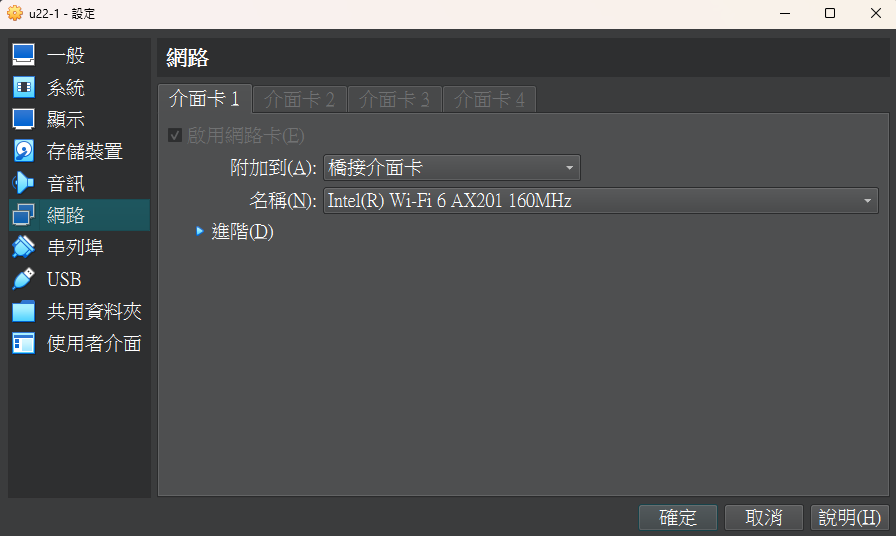 u22-1 - 設定
一般
系統
顯示
存儲裝置
音訊
網路
串列埠
USB
共用資料夾
使用者介面
網路
介面卡 1 介面卡 2 介面卡 3 介面卡 4
啟用網路卡(E)
附加到(A): 橋接介面卡
名稱(N): Intel(R) Wi-Fi 6 AX201 160MHz
進階(D)
確定 取消 說明(H)